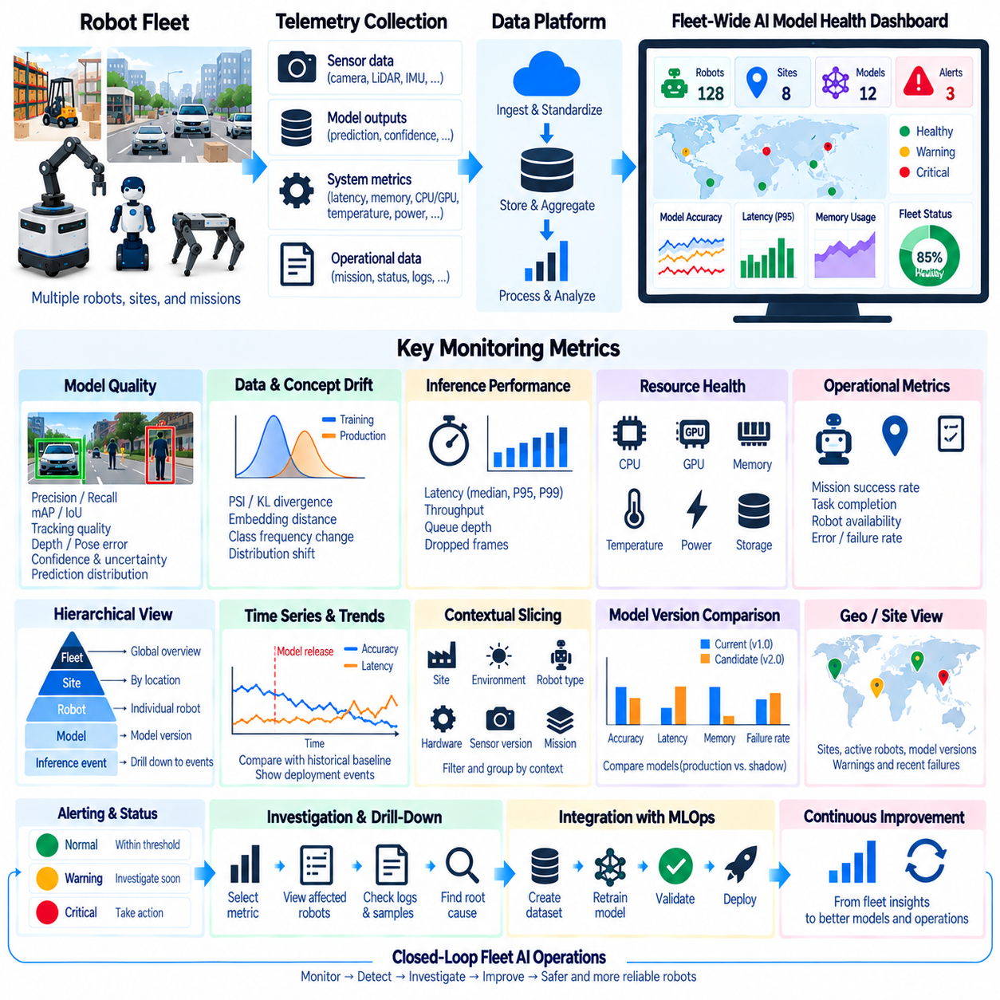 Robot Fleet
Multiple robots, sites, and missions
Telemetry Collection
Sensor data
(camera, LiDAR, IMU, ...)
Model outputs
(prediction, confidence, ...)
System metrics
(latency, memory, CPU/GPU,
temperature, power, ...)
Operational data
(mission, status, logs, ...)
Data Platform
Ingest & Standardize
Store & Aggregate
Process & Analyze
Fleet-Wide AI Model Health Dashboard
Robots
128
Sites
8
Models
12
Alerts
3
Healthy
Warning
Critical
Model Accuracy
Latency (P95)
Memory Usage
Fleet Status
85%
Healthy
Key Monitoring Metrics
Model Quality
Precision / Recall
mAP / IoU
Tracking quality
Depth / Pose error
Confidence & uncertainty
Prediction distribution
Data & Concept Drift
Training
Production
PSI / KL divergence
Embedding distance
Class frequency change
Distribution shift
Inference Performance
Latency (median, P95, P99)
Throughput
Queue depth
Dropped frames
Resource Health
CPU
GPU
GPU
Memory
Temperature
Power
Storage
Operational Metrics
Mission success rate
Task completion
Robot availability
Error / failure rate
Hierarchical View
Fleet → Global overview
Site → By location
Robot → Individual robot
Model → Model version
Inference event → Drill down to events
Time Series & Trends
Model release
Accuracy
Latency
Time
Compare with historical baseline
Show deployment events
Contextual Slicing
Site
Environment
Robot type
Hardware
Sensor version
Mission
Filter and group by context
Model Version Comparison
Current (v1.0)
Candidate (v2.0)
Accuracy
Latency
Memory
Failure rate
Compare models (production vs. shadow)
Geo / Site View
Sites, active robots, model versions
Warnings and recent failures
Alerting & Status
Normal Within threshold
Warning Investigate soon
Critical Take action
Investigation & Drill-Down
Select
metric
View affected
robots
Check logs
& samples
Find root
cause
Integration with MLOps
Create
dataset
Retrain
model
Validate
Deploy
Continuous Improvement
From fleet insights
to better models and operations
Closed-Loop Fleet AI Operations
Monitor → Detect → Investigate → Improve → Safer and more reliable robots